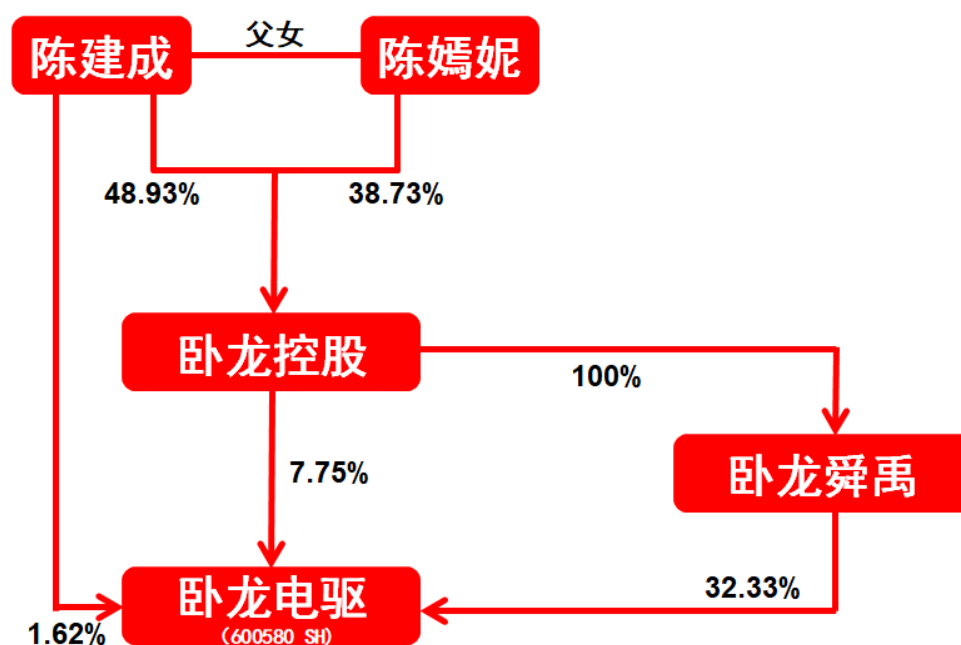 陈建成
父女
陈嫣妮
48.93%
38.73%
卧龙控股
100%
7.75%
卧龙舜禹
卧龙电驱
(600580 SH)
32.33%
1.62%